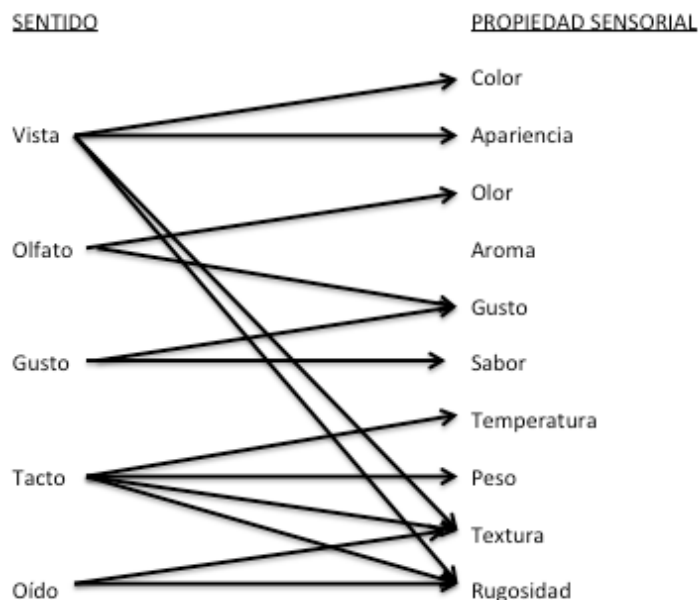 SENTIDO
PROPIEDAD SENSORIAL
Color
Vista
Apariencia
Olor
Olfato
Aroma
Gusto
Gusto
Sabor
Temperatura
Tacto
Peso
Textura
Oído
Rugosidad